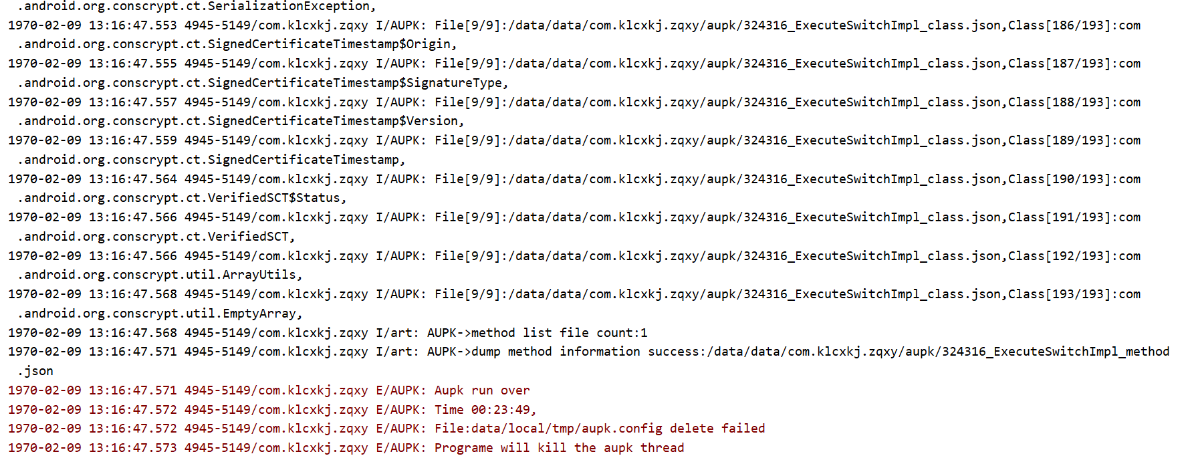 .android.org.conscrypt.ct.SerializationException,
1970-02-09 13:16:47.553 4945-5149/com.klcxkj.zqxy I/AUPK: File[9/9]:/data/data/com.klcxkj.zqxy/aupk/324316_ExecuteSwitchImpl_class.json,Class[186/193]:com
.android.org.conscrypt.ct.SignedCertificateTimestamp$Origin,
1970-02-09 13:16:47.555 4945-5149/com.klcxkj.zqxy I/AUPK: File[9/9]:/data/data/com.klcxkj.zqxy/aupk/324316_ExecuteSwitchImpl_class.json,Class[187/193]:com
.android.org.conscrypt.ct.SignedCertificateTimestamp$SignatureType,
1970-02-09 13:16:47.557 4945-5149/com.klcxkj.zqxy I/AUPK: File[9/9]:/data/data/com.klcxkj.zqxy/aupk/324316_ExecuteSwitchImpl_class.json,Class[188/193]:com
.android.org.conscrypt.ct.SignedCertificateTimestamp$Version,
1970-02-09 13:16:47.559 4945-5149/com.klcxkj.zqxy I/AUPK: File[9/9]:/data/data/com.klcxkj.zqxy/aupk/324316_ExecuteSwitchImpl_class.json,Class[189/193]:com
.android.org.conscrypt.ct.SignedCertificateTimestamp,
1970-02-09 13:16:47.564 4945-5149/com.klcxkj.zqxy I/AUPK: File[9/9]:/data/data/com.klcxkj.zqxy/aupk/324316_ExecuteSwitchImpl_class.json,Class[190/193]:com
.android.org.conscrypt.ct.VerifiedSCT$Status,
1970-02-09 13:16:47.566 4945-5149/com.klcxkj.zqxy I/AUPK: File[9/9]:/data/data/com.klcxkj.zqxy/aupk/324316_ExecuteSwitchImpl_class.json,Class[191/193]:com
.android.org.conscrypt.ct.VerifiedSCT,
1970-02-09 13:16:47.566 4945-5149/com.klcxkj.zqxy I/AUPK: File[9/9]:/data/data/com.klcxkj.zqxy/aupk/324316_ExecuteSwitchImpl_class.json,Class[192/193]:com
.android.org.conscrypt.util.ArrayUtils,
1970-02-09 13:16:47.568 4945-5149/com.klcxkj.zqxy I/AUPK: File[9/9]:/data/data/com.klcxkj.zqxy/aupk/324316_ExecuteSwitchImpl_class.json,Class[193/193]:com
.android.org.conscrypt.util.EmptyArray,
1970-02-09 13:16:47.568 4945-5149/com.klcxkj.zqxy I/art: AUPK->method list file count:1
1970-02-09 13:16:47.571 4945-5149/com.klcxkj.zqxy I/art: AUPK->dump method information success:/data/data/com.klcxkj.zqxy/aupk/324316_ExecuteSwitchImpl_method
.json
1970-02-09 13:16:47.571 4945-5149/com.klcxkj.zqxy E/AUPK: Aupk run over
1970-02-09 13:16:47.572 4945-5149/com.klcxkj.zqxy E/AUPK: Time 00:23:49,
1970-02-09 13:16:47.572 4945-5149/com.klcxkj.zqxy E/AUPK: File:data/local/tmp/aupk.config delete failed
1970-02-09 13:16:47.573 4945-5149/com.klcxkj.zqxy E/AUPK: Programe will kill the aupk thread